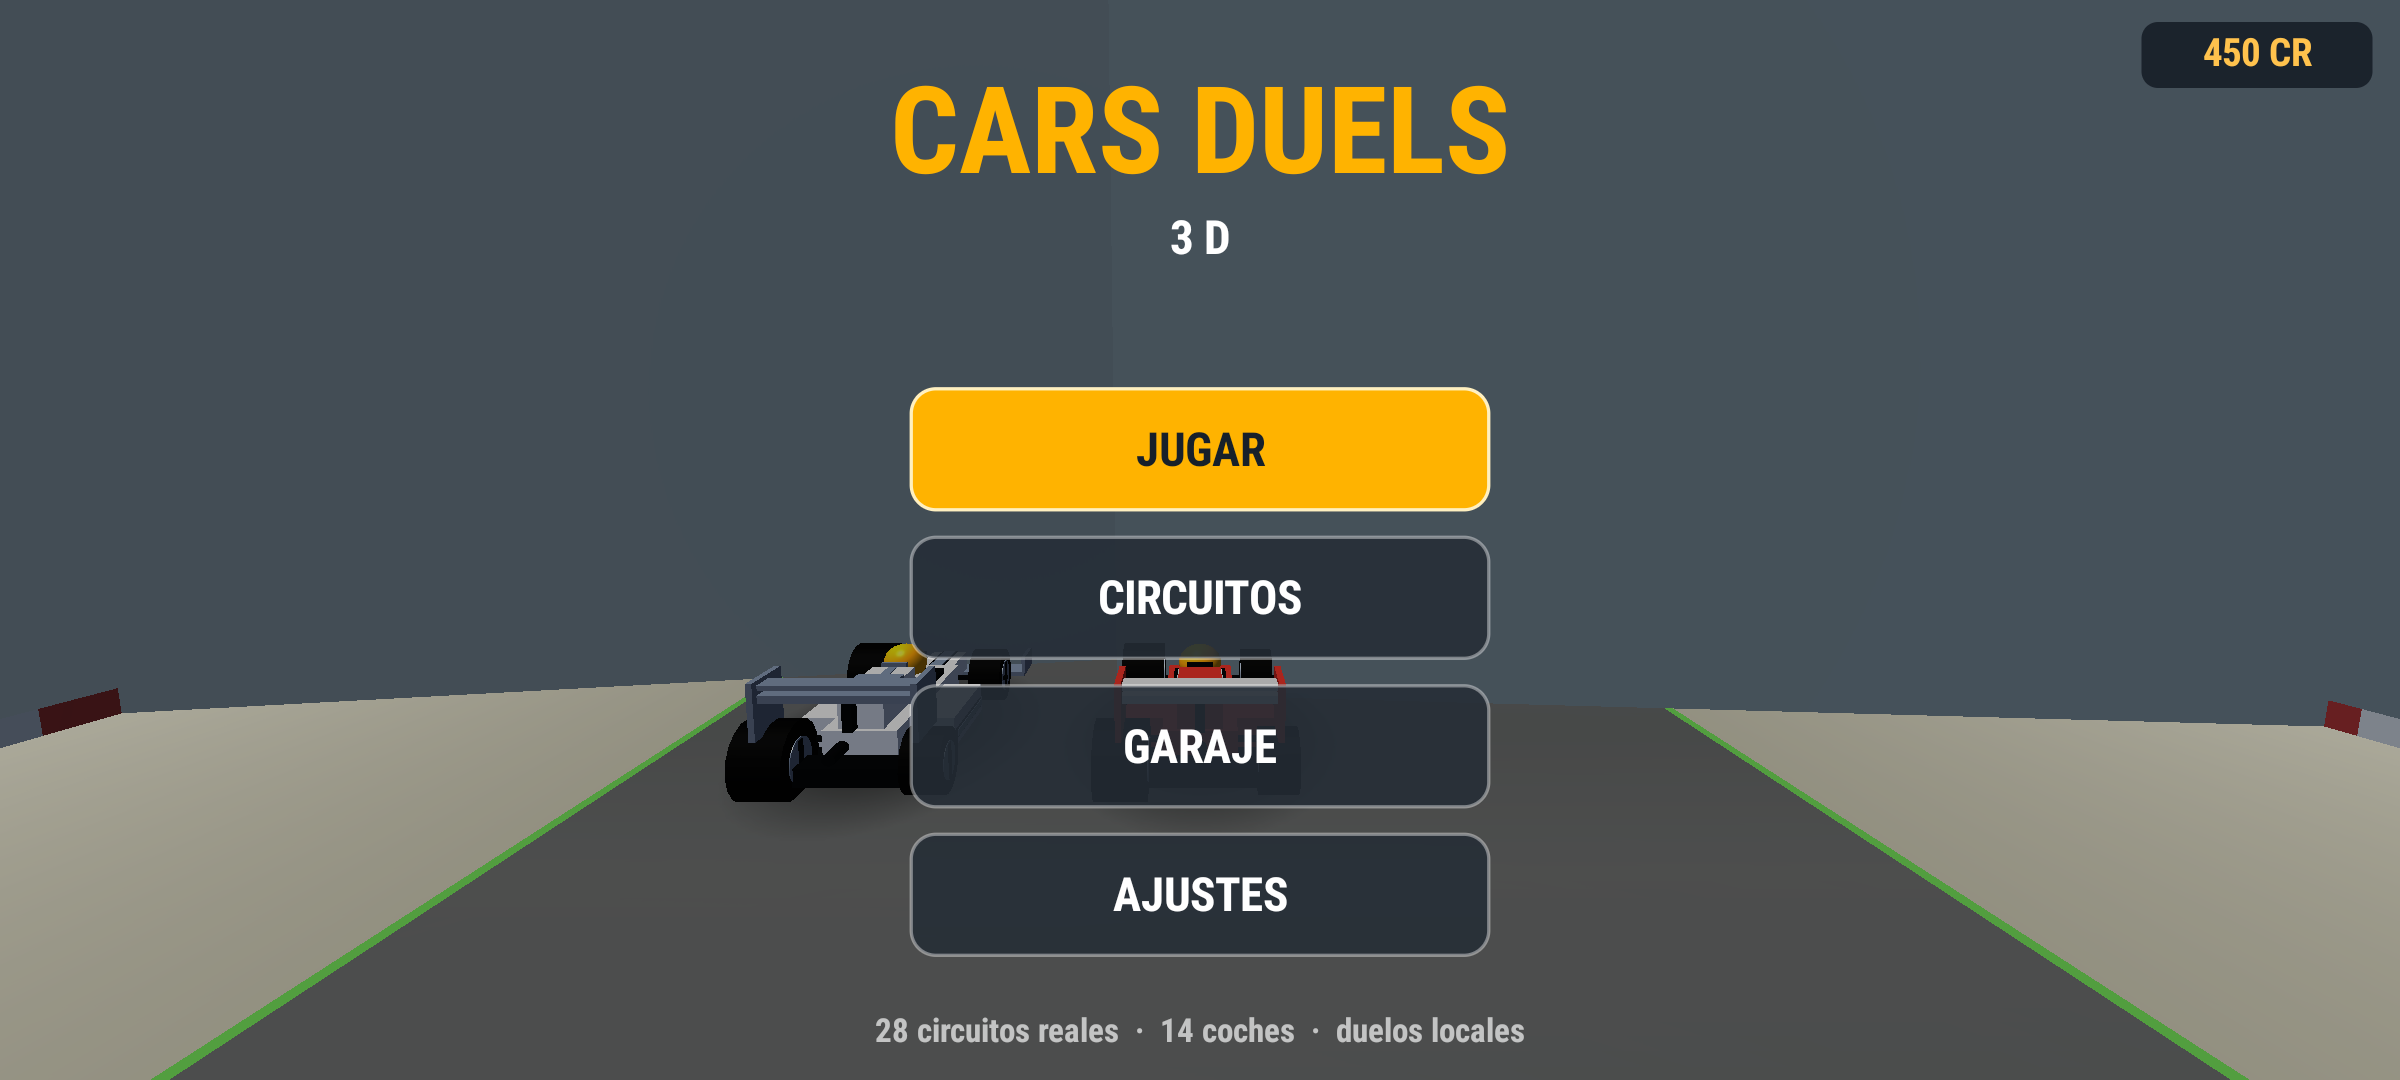 450 CR
CARS DUELS
3 D
JUGAR
CIRCUITOS
GARAJE
AJUSTES
28 circuitos reales · 14 coches · duelos locales